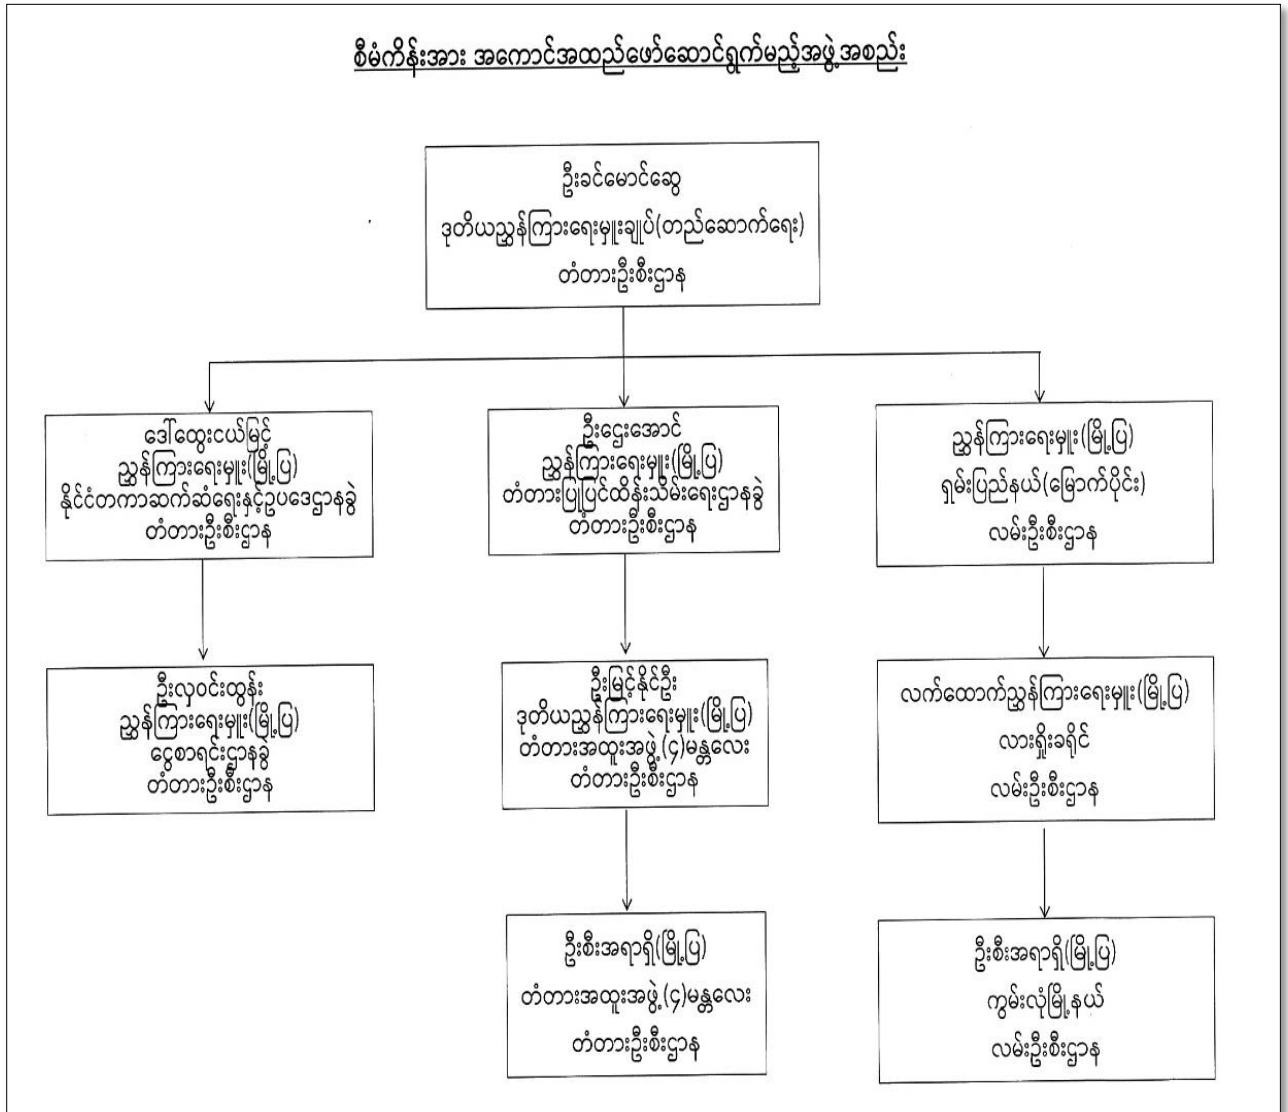 စီမံကိန်းအား အကောင်အထည်ဖော်ဆောင်ရွက်မည့်အဖွဲ့အစည်း
ဦးခင်မောင်ဆွေ
ဒုတိယညွှန်ကြားရေးမှူးချုပ်(တည်ဆောက်ရေး)
တံတားဦးစီးဌာန
ဒေါ်ထွေးငယ်မြင့်
ညွှန်ကြားရေးမှူး(မြို့ပြ)
နိုင်ငံတကာဆက်ဆံရေးနှင့်ဥပဒေဌာနခွဲ
တံတားဦးစီးဌာန
ဦးဌေးအောင်
ညွှန်ကြားရေးမှူး(မြို့ပြ)
တံတားပြုပြင်ထိန်းသိမ်းရေးဌာနခွဲ
တံတားဦးစီးဌာန
ညွှန်ကြားရေးမှူး(မြို့ပြ)
ရှမ်းပြည်နယ်(မြောက်ပိုင်း)
လမ်းဦးစီးဌာန
ဦးလှဝင်းထွန်း
ညွှန်ကြားရေးမှူး(မြို့ပြ)
ငွေစာရင်းဌာနခွဲ
တံတားဦးစီးဌာန
ဦးမြင့်နိုင်ဦး
ဒုတိယညွှန်ကြားရေးမှူး(မြို့ပြ)
တံတားအထူးအဖွဲ့(၄)မန္တလေး
တံတားဦးစီးဌာန
လက်ထောက်ညွှန်ကြားရေးမှူး(မြို့ပြ)
လားရှိုးခရိုင်
လမ်းဦးစီးဌာန
ဦးစီးအရာရှိ(မြို့ပြ)
တံတားအထူးအဖွဲ့(၄)မန္တလေး
တံတားဦးစီးဌာန
ဦးစီးအရာရှိ(မြို့ပြ)
ကွမ်းလုံမြို့နယ်
လမ်းဦးစီးဌာန